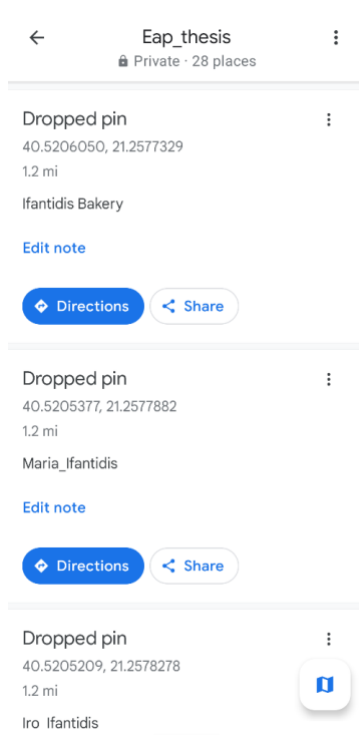 Eap_thesis
Private · 28 places
Dropped pin
40.5206050, 21.2577329
1.2 mi
Ifantidis Bakery
Edit note
Directions
Share
Dropped pin
40.5205377, 21.2577882
1.2 mi
Maria_Ifantidis
Edit note
Directions
Share
Dropped pin
40.5205209, 21.2578278
1.2 mi
Iro_Ifantidis